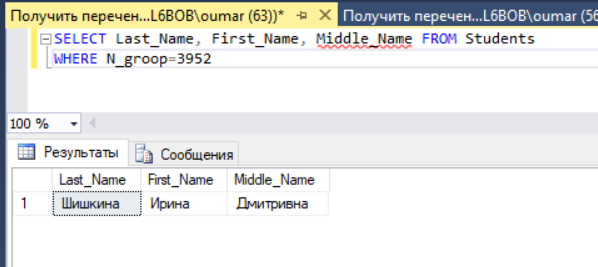 Получить перечен...L6BOB\oumar (63))* Получить перечен...L6BOB\oumar (56
SELECT Last_Name, First_Name, Middle_Name FROM Students
WHERE N_groop=3952
100 %
Результаты Сообщения
Last_Name First_Name Middle_Name
1 Шишкина Ирина Дмитривна